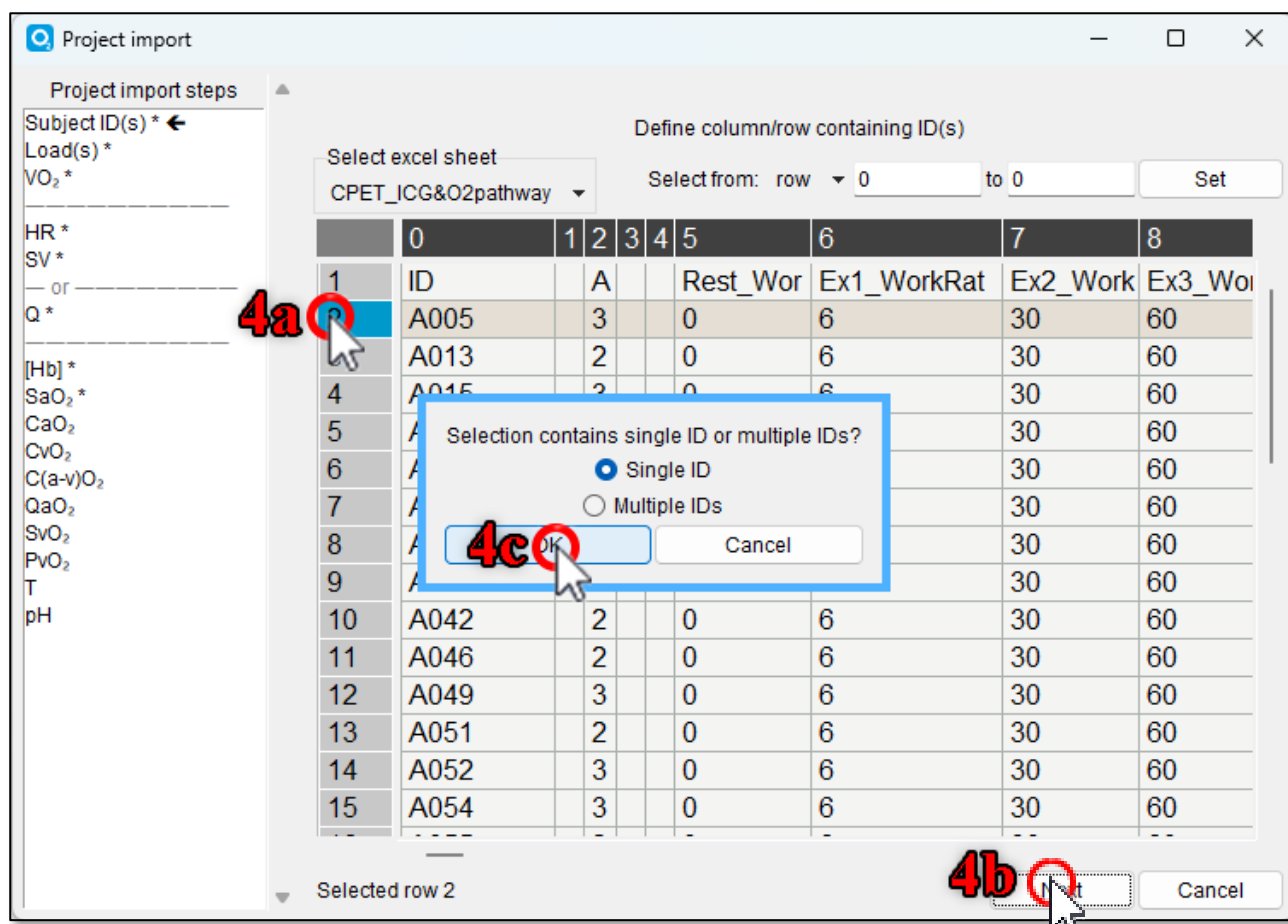 Project import
Project import steps
Subject ID(s) * 🡰
Load(s) *
VO₂ *
HR *
SV *
— or —
Q *
[Hb] *
SaO₂ *
CaO₂
CvO₂
C(a-v)O₂
QaO₂
SvO₂
PvO₂
T
pH
Define column/row containing ID(s)
Select excel sheet
CPET_ICG&O2pathway
Select from: row 0 to 0 Set
0 1 2 3 4 5 6 7 8
1 ID A Rest_Wor Ex1_WorkRat Ex2_Work Ex3_Wor
4a
A005 3 0 6 30 60
A013 2 0 6 30 60
4 A015 3 0 6 30 60
5 30 60
6 30 60
7 30 60
8 30 60
9 30 60
Selection contains single ID or multiple IDs?
Single ID
Multiple IDs
4c OK Cancel
10 A042 2 0 6 30 60
11 A046 2 0 6 30 60
12 A049 3 0 6 30 60
13 A051 2 0 6 30 60
14 A052 3 0 6 30 60
15 A054 3 0 6 30 60
Selected row 2
4b Next Cancel